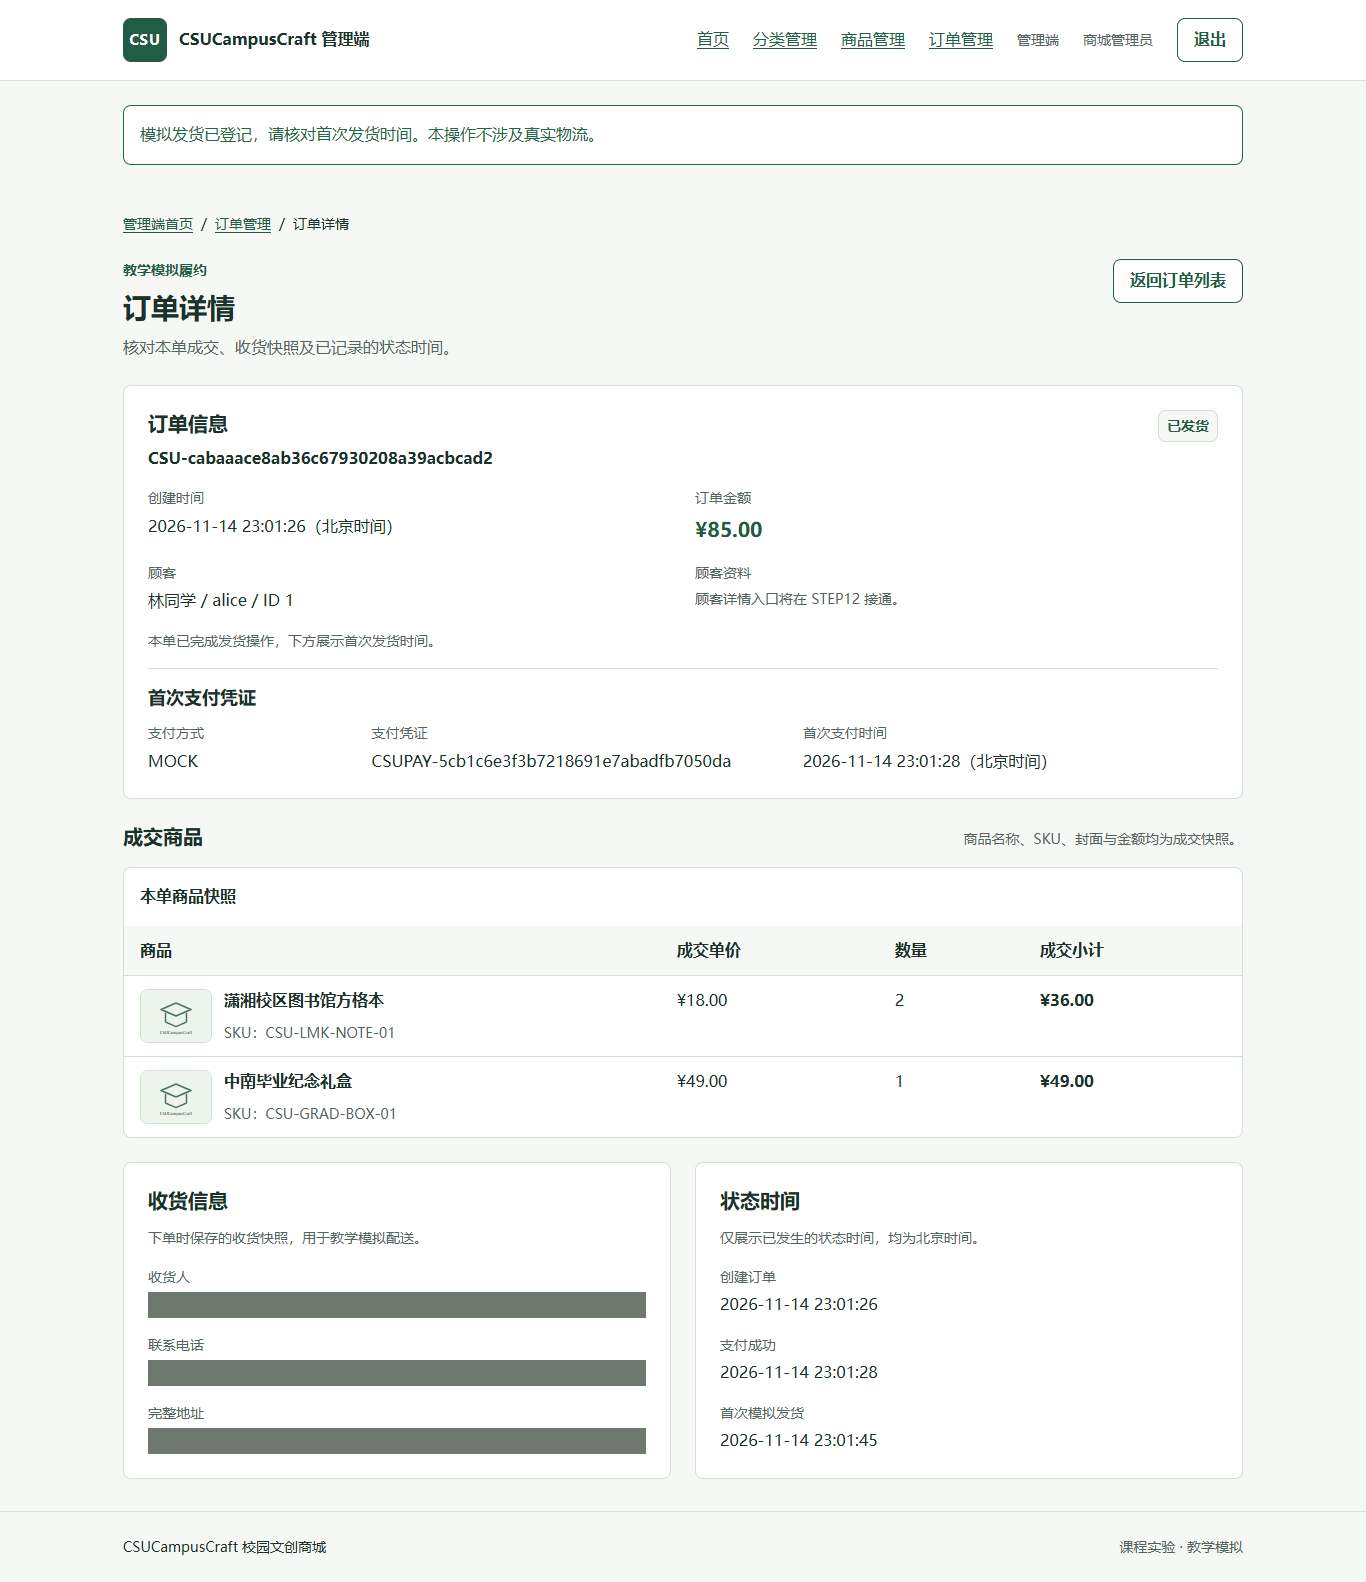 CSU CSUCampusCraft 管理端 首页 分类管理 商品管理 订单管理 管理端 商城管理员 退出
模拟发货已登记，请核对首次发货时间。本操作不涉及真实物流。
管理端首页 / 订单管理 / 订单详情
教学模拟履约
返回订单列表
订单详情
核对本单成交、收货快照及已记录的状态时间。
订单信息 已发货
CSU-cabaaace8ab36c67930208a39acbcad2
创建时间 订单金额
2026-11-14 23:01:26（北京时间） ¥85.00
顾客 顾客资料
林同学 / alice / ID 1 顾客详情入口将在 STEP12 接通。
本单已完成发货操作，下方展示首次发货时间。
首次支付凭证
支付方式 支付凭证 首次支付时间
MOCK CSUPAY-5cb1c6e3f3b7218691e7abadfb7050da 2026-11-14 23:01:28（北京时间）
成交商品 商品名称、SKU、封面与金额均为成交快照。
本单商品快照
商品 成交单价 数量 成交小计
潇湘校区图书馆方格本 ¥18.00 2 ¥36.00
CSUCampusCraft SKU：CSU-LMK-NOTE-01
中南毕业纪念礼盒 ¥49.00 1 ¥49.00
CSUCampusCraft SKU：CSU-GRAD-BOX-01
收货信息
下单时保存的收货快照，用于教学模拟配送。
收货人
联系电话
完整地址
状态时间
仅展示已发生的状态时间，均为北京时间。
创建订单
2026-11-14 23:01:26
支付成功
2026-11-14 23:01:28
首次模拟发货
2026-11-14 23:01:45
CSUCampusCraft 校园文创商城 课程实验 · 教学模拟